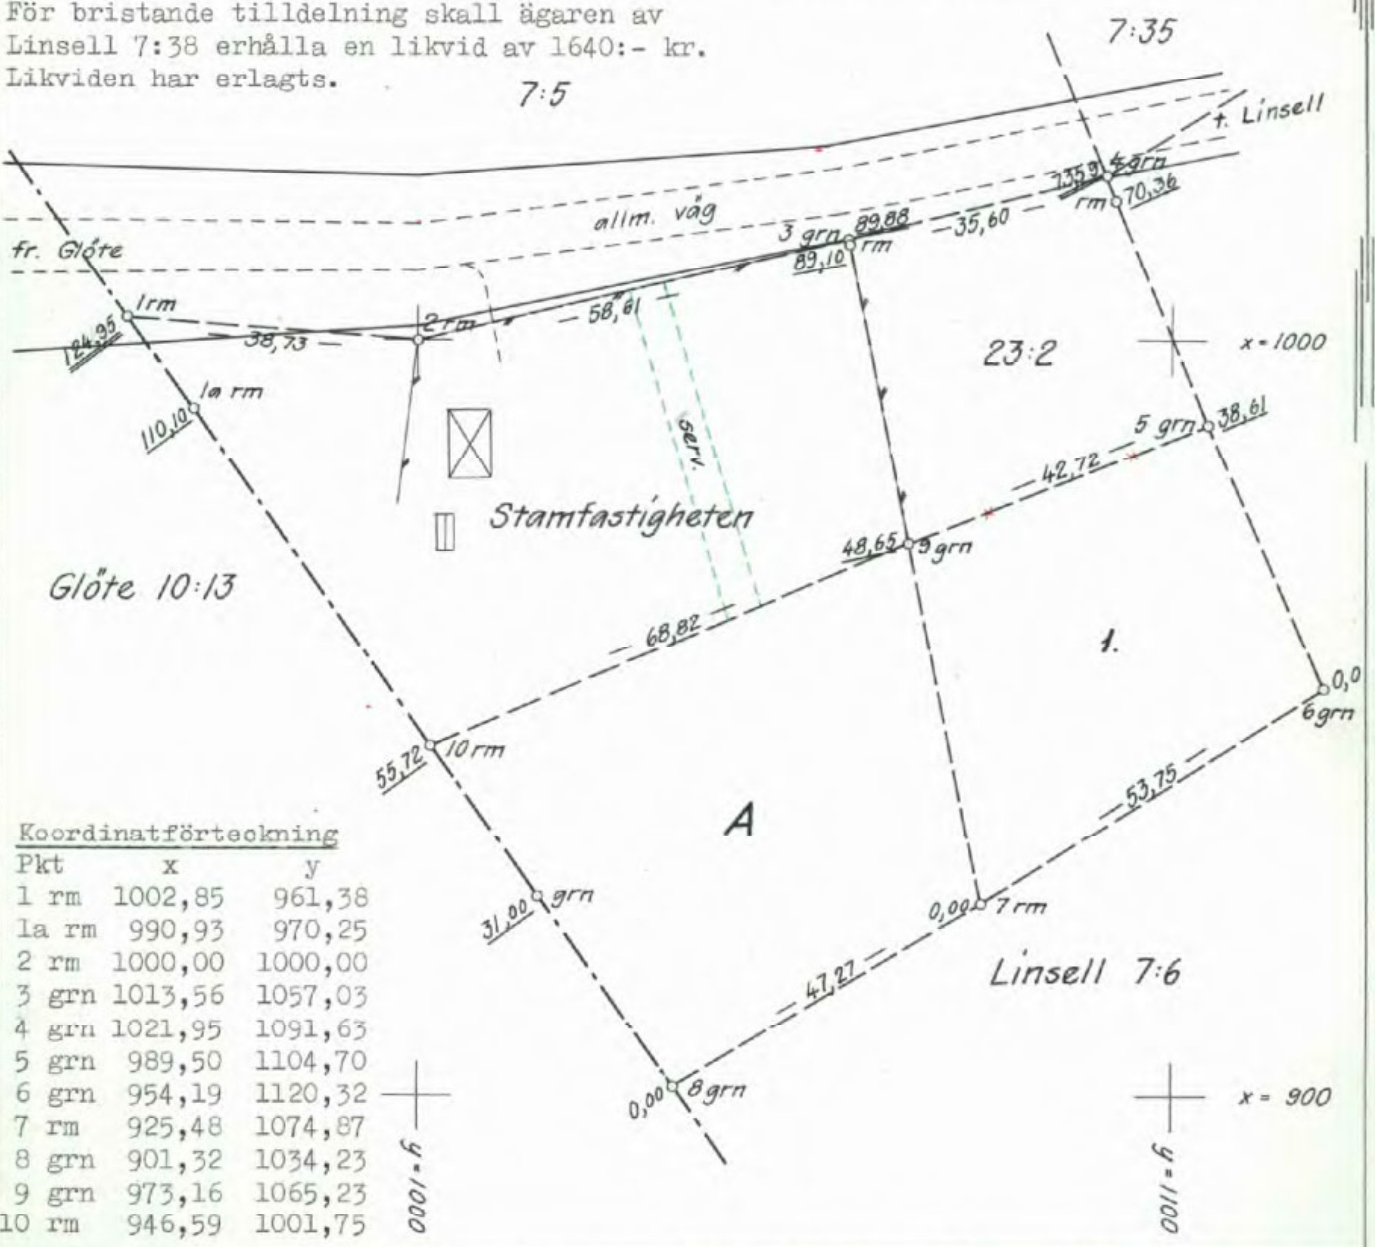 För bristande tilldelning skall ägaren av
Linsell 7:38 erhålla en likvid av 1640:- kr.
Likviden har erlagts.
7:5
7:35
t. Linsell
allm. väg
fr. Glöte
4 grn
rm 70,36
3 grn 89,88
89,10 rm
35,60
1 rm
124,95
38,73
2 rm
58,61
23:2
x = 1000
1a rm
110,10
serv.
5 grn 38,61
42,72
Stamfastigheten
48,65 9 grn
Glöte 10:13
68,82
1.
0,0
6 grn
10 rm
55,72
53,75
A
grn
31,00
0,00 7 rm
47,27
Linsell 7:6
0,00 8 grn
x = 900
y = 1000
y = 1100
Koordinatförteckning
Pkt x y
1 rm 1002,85 961,38
1a rm 990,93 970,25
2 rm 1000,00 1000,00
3 grn 1013,56 1057,03
4 grn 1021,95 1091,63
5 grn 989,50 1104,70
6 grn 954,19 1120,32
7 rm 925,48 1074,87
8 grn 901,32 1034,23
9 grn 973,16 1065,23
10 rm 946,59 1001,75